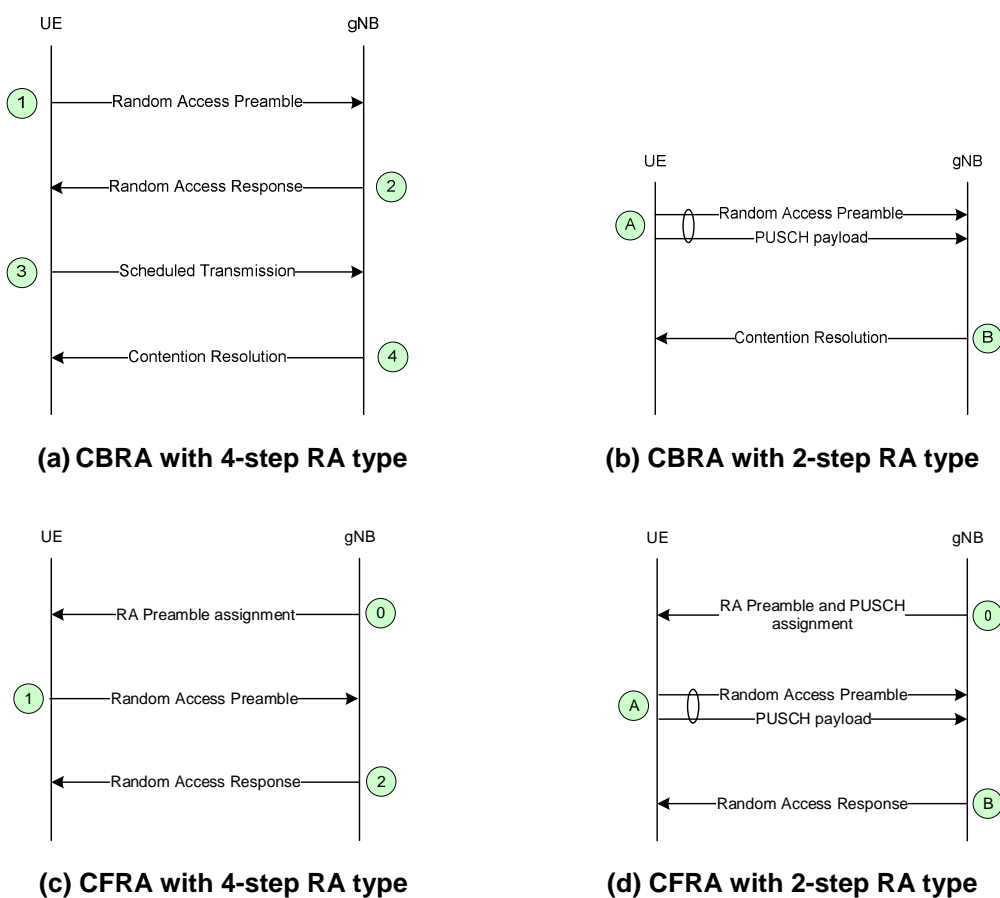 UE
gNB
1
Random Access Preamble
Random Access Response
2
3
Scheduled Transmission
Contention Resolution
4
(a) CBRA with 4-step RA type
UE
gNB
A
Random Access Preamble
PUSCH payload
Contention Resolution
B
(b) CBRA with 2-step RA type
UE
gNB
RA Preamble assignment
0
1
Random Access Preamble
Random Access Response
2
(c) CFRA with 4-step RA type
UE
gNB
RA Preamble and PUSCH
assignment
0
A
Random Access Preamble
PUSCH payload
Random Access Response
B
(d) CFRA with 2-step RA type